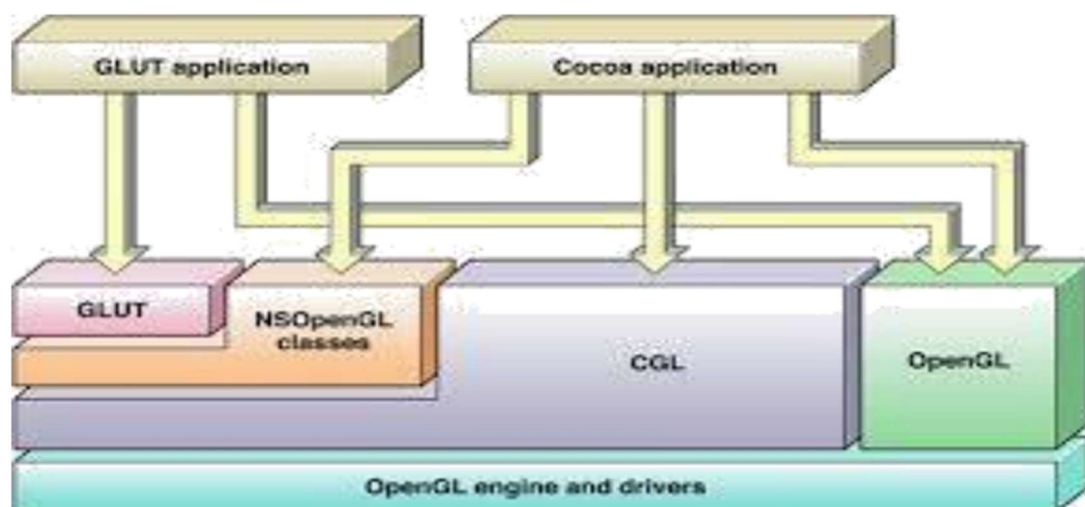 GLUT application
Cocoa application
GLUT
NSOpenGL
classes
CGL
OpenGL
OpenGL engine and drivers